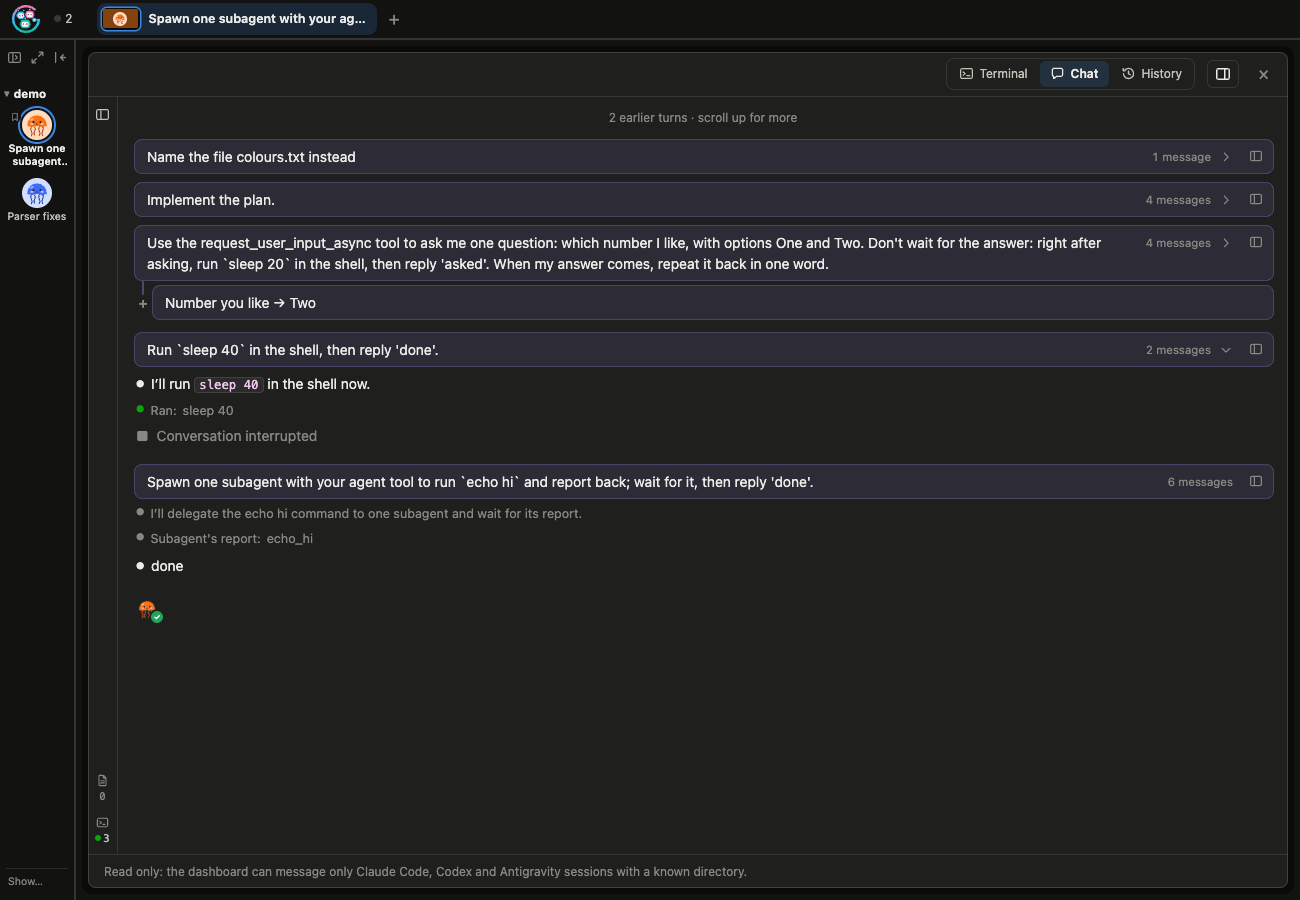 2
Spawn one subagent with your ag...
Terminal
Chat
History
demo
Spawn one
subagent..
Parser fixes
2 earlier turns · scroll up for more
Name the file colours.txt instead
1 message
Implement the plan.
4 messages
Use the request_user_input_async tool to ask me one question: which number I like, with options One and Two. Don't wait for the answer: right after
asking, run `sleep 20` in the shell, then reply 'asked'. When my answer comes, repeat it back in one word.
4 messages
Number you like → Two
Run `sleep 40` in the shell, then reply 'done'.
2 messages
I'll run sleep 40 in the shell now.
Ran: sleep 40
Conversation interrupted
Spawn one subagent with your agent tool to run `echo hi` and report back; wait for it, then reply 'done'.
6 messages
I'll delegate the echo hi command to one subagent and wait for its report.
Subagent's report: echo_hi
done
0
3
Show...
Read only: the dashboard can message only Claude Code, Codex and Antigravity sessions with a known directory.